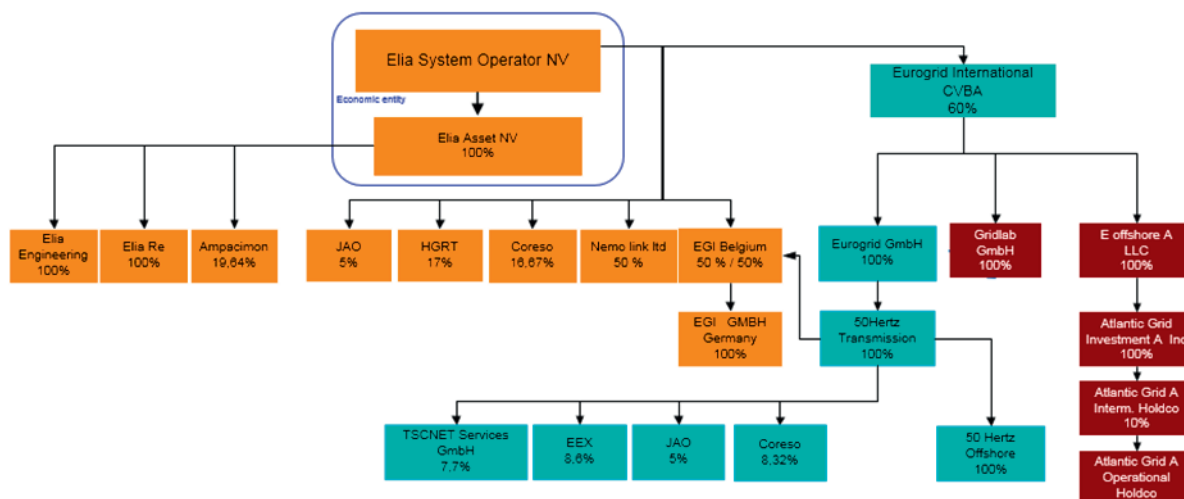 Elia System Operator NV
Economic entity
Elia Asset NV
100%
Eurogrid International
CVBA
60%
Elia
Engineering
100%
Elia Re
100%
Ampacimon
19,64%
JAO
5%
HGRT
17%
Coreso
16,67%
Nemo link ltd
50 %
EGI Belgium
50 % / 50%
Eurogrid GmbH
100%
Gridlab
GmbH
100%
E offshore A
LLC
100%
EGI GMBH
Germany
100%
50Hertz
Transmission
100%
Atlantic Grid
Investment A Inc
100%
Atlantic Grid A
Interm. Holdco
10%
TSCNET Services
GmbH
7.7%
EEX
8,6%
JAO
5%
Coreso
8,32%
50 Hertz
Offshore
100%
Atlantic Grid A
Operational
Holdco